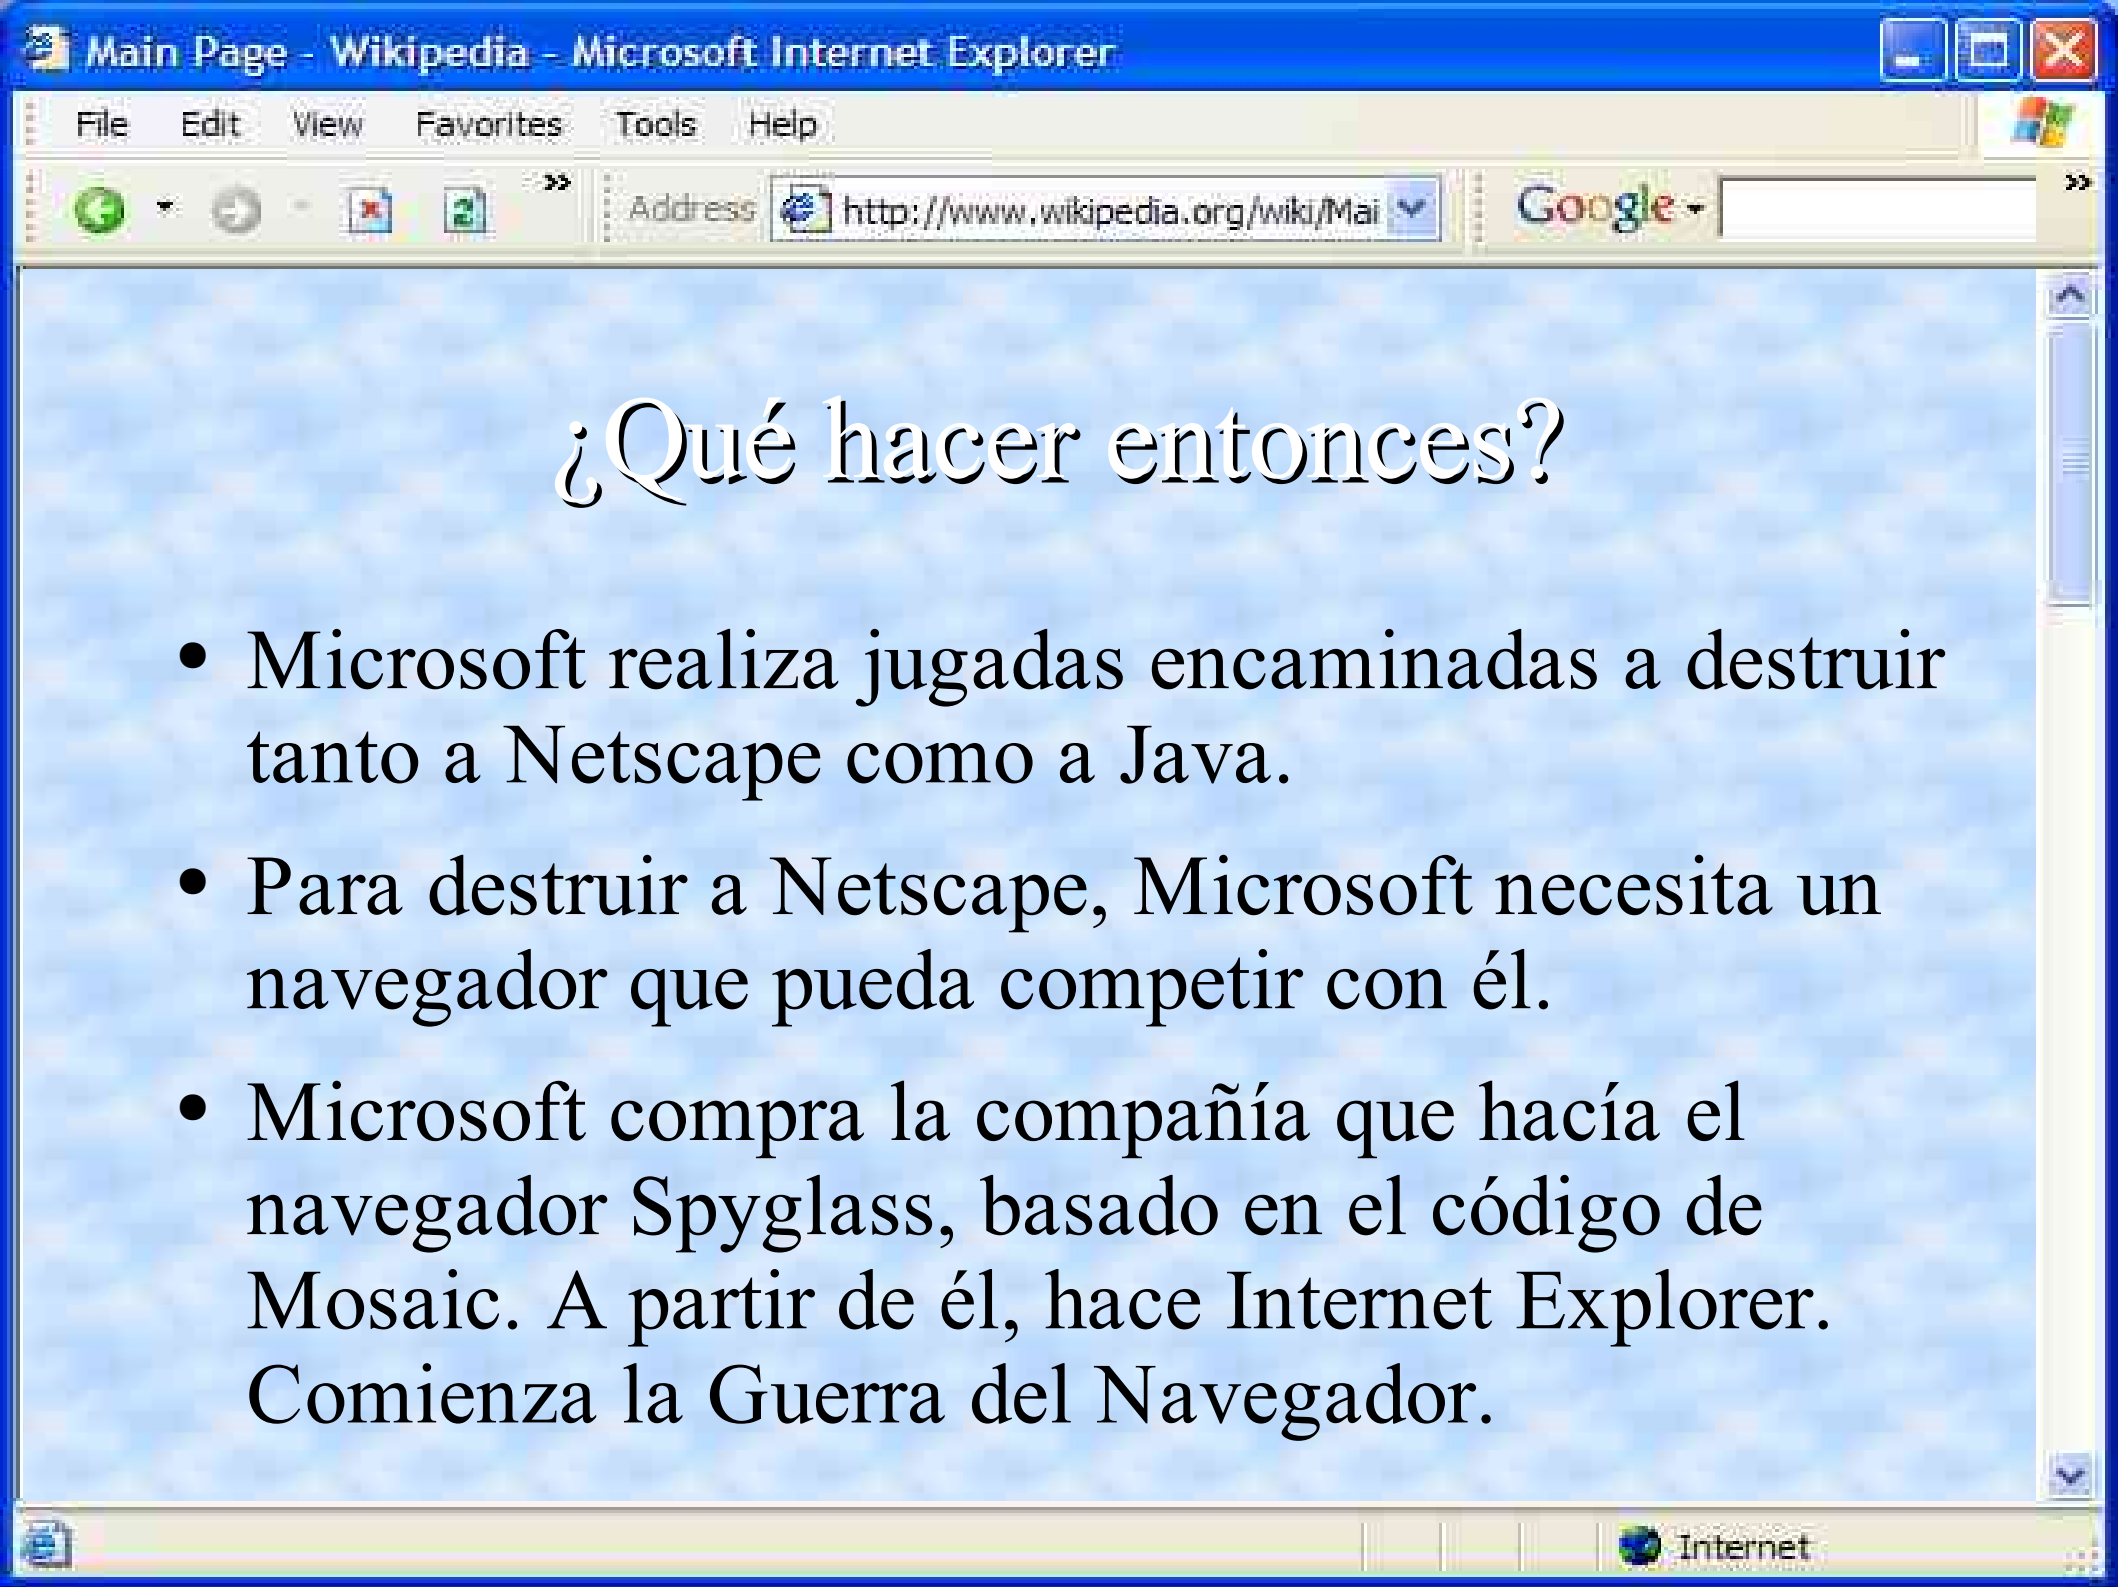 Main Page - Wikipedia - Microsoft Internet Explorer
File Edit View Favorites Tools Help
» Address http://www.wikipedia.org/wiki/Mai Google »
¿Qué hacer entonces?
• Microsoft realiza jugadas encaminadas a destruir
tanto a Netscape como a Java.
• Para destruir a Netscape, Microsoft necesita un
navegador que pueda competir con él.
• Microsoft compra la compañía que hacía el
navegador Spyglass, basado en el código de
Mosaic. A partir de él, hace Internet Explorer.
Comienza la Guerra del Navegador.
Internet